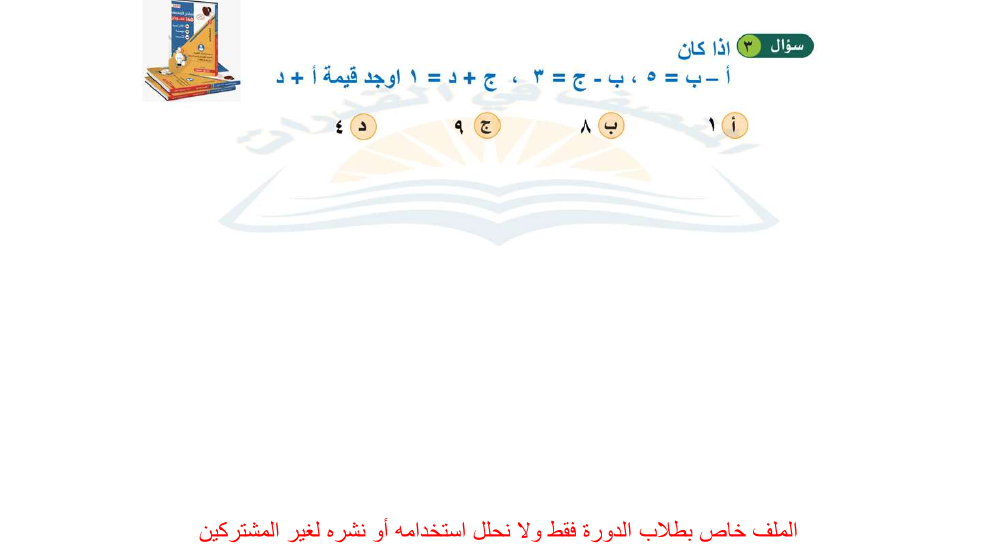 سؤال ٣ اذا كان
أ – ب = ٥ ، ب - ج = ٣ ، ج + د = ١ اوجد قيمة أ + د
أ ١ ب ٨ ج ٩ د ٤
الملف خاص بطلاب الدورة فقط ولا نحلل استخدامه أو نشره لغير المشتركين